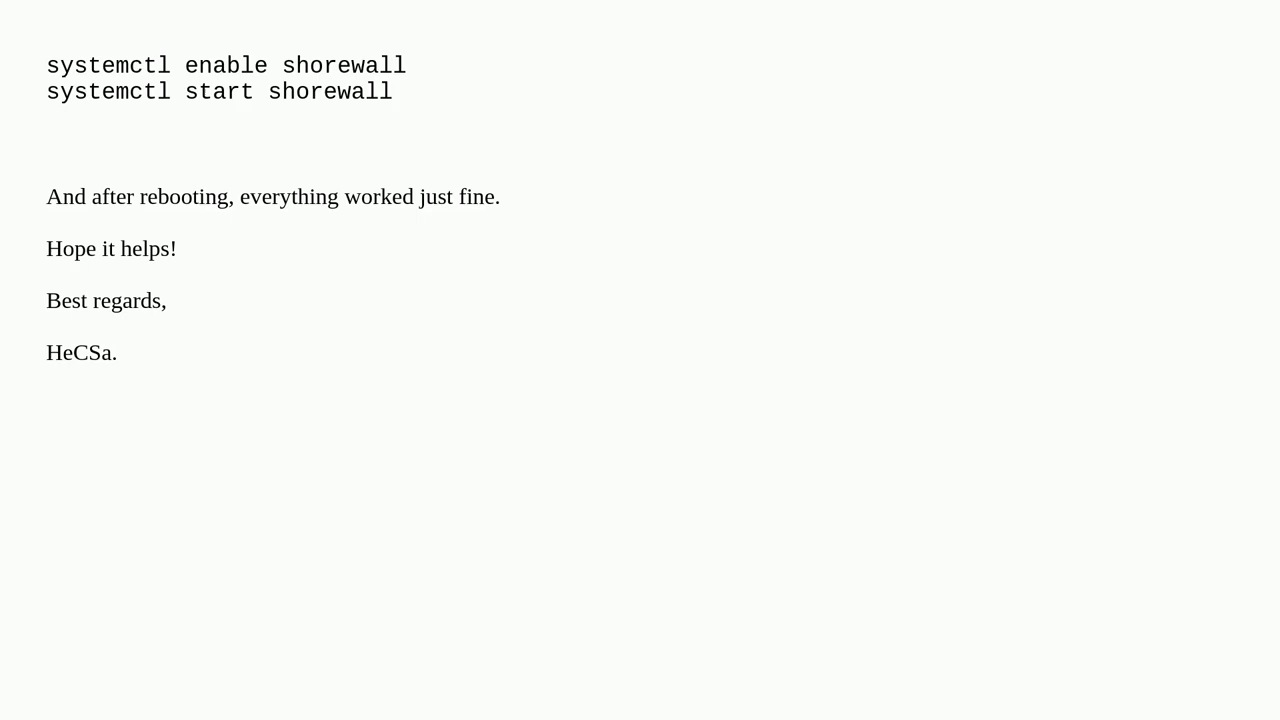 systemctl enable shorewall
systemctl start shorewall
And after rebooting, everything worked just fine.
Hope it helps!
Best regards,
HeCSa.